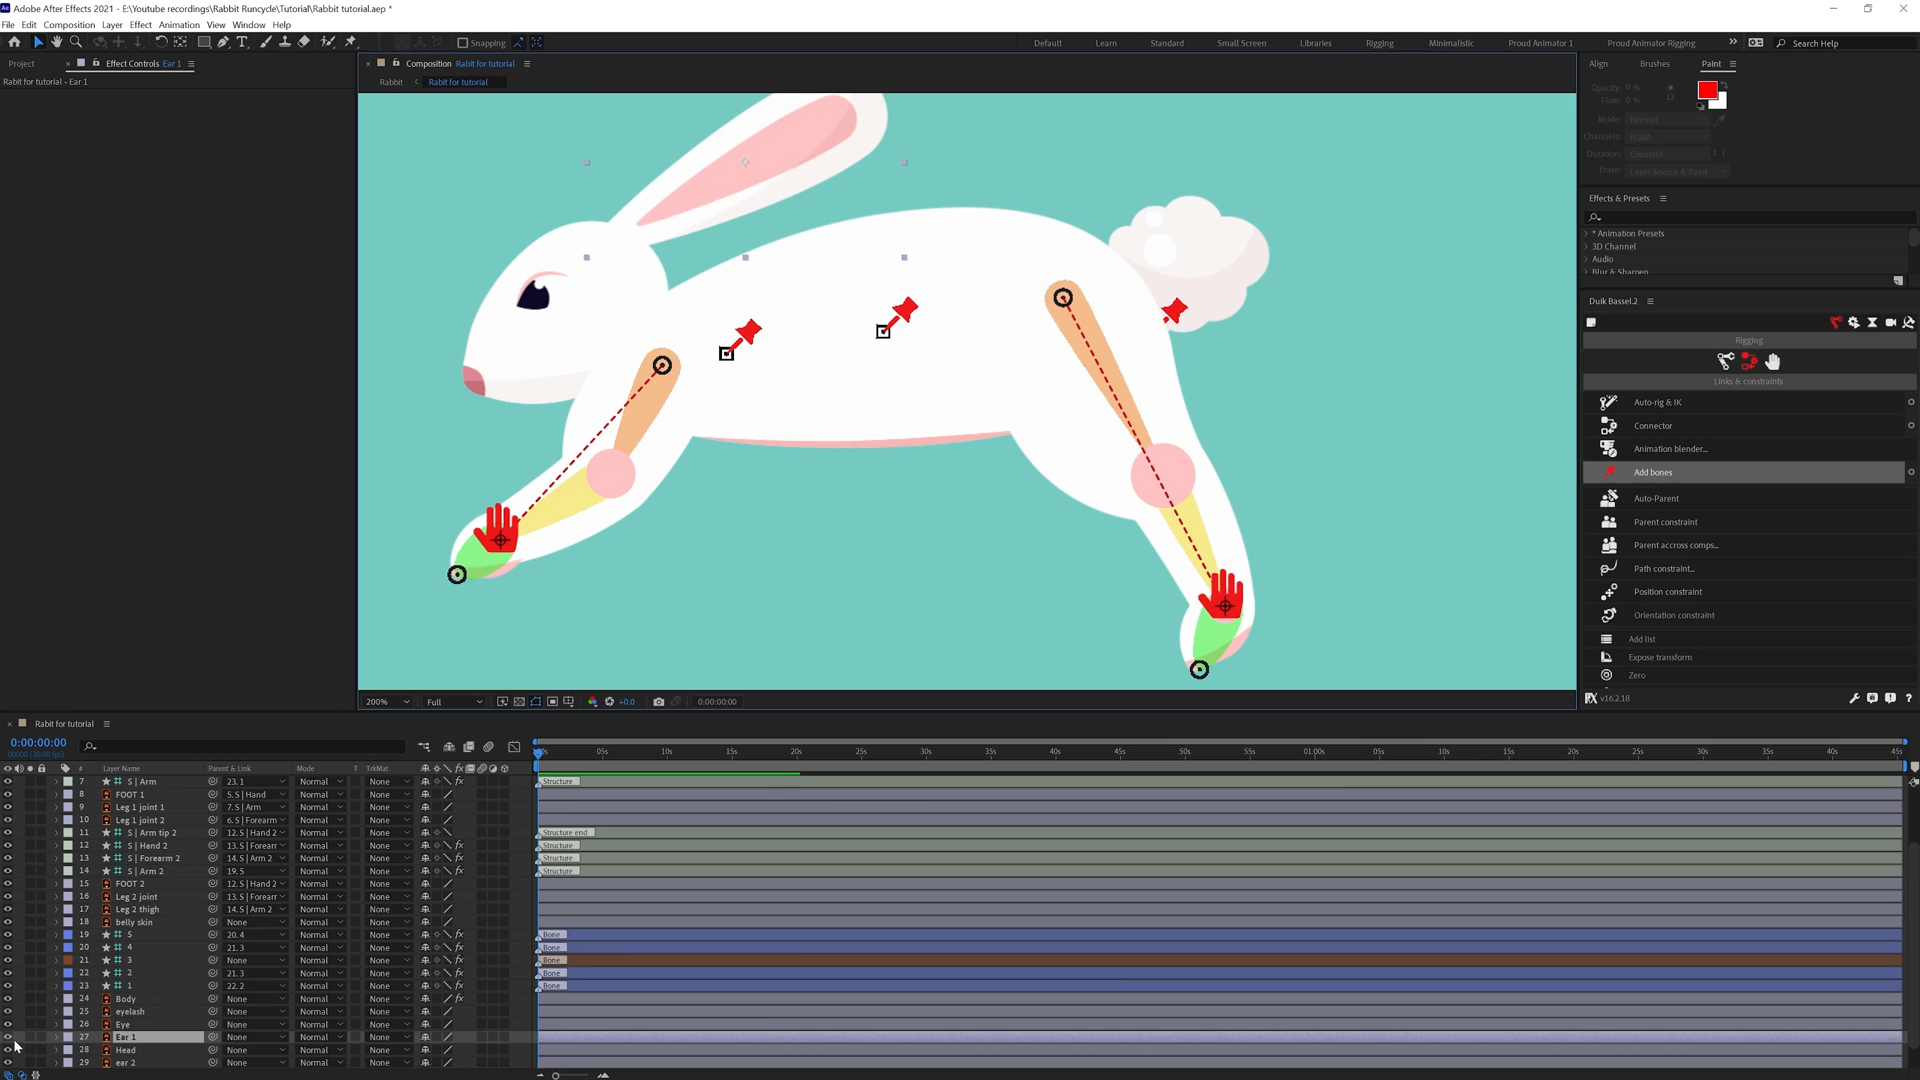 Adobe After Effects 2021 - E:\Youtube recordings\Rabbit Runcycle\Tutorial\Rabbit tutorial.aep *
File Edit Composition Layer Effect Animation View Window Help
Snapping
Default Learn Standard Small Screen Libraries Rigging Minimalistic Proud Animator 1 Proud Animator Rigging Search Help
Project Effect Controls Ear 1
Rabit for tutorial • Ear 1
Composition Rabit for tutorial
Rabbit Rabit for tutorial
Align Brushes Paint
Opacity: 0 %
Flow: 0 %
13
Mode: Normal
Channels: RGBA
Duration: Constant
Erase: Layer Source & Paint
Effects & Presets
* Animation Presets
3D Channel
Audio
Blur & Sharpen
Duik Bassel.2
Rigging
Links & constraints
Auto-rig & IK
Connector
Animation blender...
Add bones
Auto-Parent
Parent constraint
Parent accross comps...
Path constraint...
Position constraint
Orientation constraint
Add list
Expose transform
Zero
v16.2.18
200% Full +0.0 0:00:00:00
Rabit for tutorial
0:00:00:00
05s 10s 15s 20s 25s 30s 35s 40s 45s 50s 55s 01:00s 05s 10s 15s 20s 25s 30s 35s 40s 45s
# Layer Name Parent & Link Mode T TrkMat
7 S | Arm 23. 1 Normal None Structure
8 FOOT 1 5. S | Hand Normal None
9 Leg 1 joint 1 7. S | Arm Normal None
10 Leg 1 joint 2 6. S | Forearm Normal None
11 S | Arm tip 2 12. S | Hand 2 Normal None Structure end
12 S | Hand 2 13. S | Forearr Normal None Structure
13 S | Forearm 2 14. S | Arm 2 Normal None Structure
14 S | Arm 2 19. 5 Normal None Structure
15 FOOT 2 12. S | Hand 2 Normal None
16 Leg 2 joint 13. S | Forearr Normal None
17 Leg 2 thigh 14. S | Arm 2 Normal None
18 belly skin None Normal None
19 5 20. 4 Normal None Bone
20 4 21. 3 Normal None Bone
21 3 None Normal None Bone
22 2 21. 3 Normal None Bone
23 1 22. 2 Normal None Bone
24 Body None Normal None
25 eyelash None Normal None
26 Eye None Normal None
27 Ear 1 None Normal None
28 Head None Normal None
29 ear 2 None Normal None